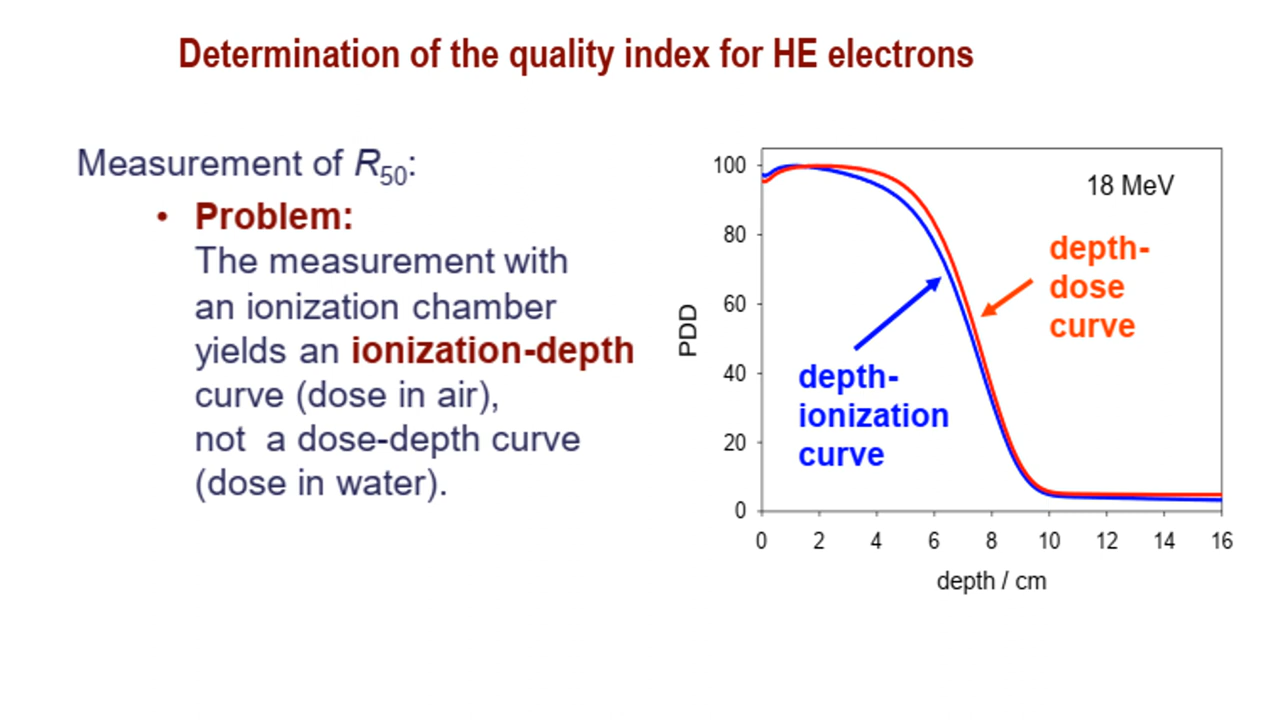 Determination of the quality index for HE electrons
Measurement of R50:
• Problem:
The measurement with
an ionization chamber
yields an ionization-depth
curve (dose in air),
not a dose-depth curve
(dose in water).
100
80
60
40
20
0
PDD
18 MeV
depth-
dose
curve
depth-
ionization
curve
0 2 4 6 8 10 12 14 16
depth / cm